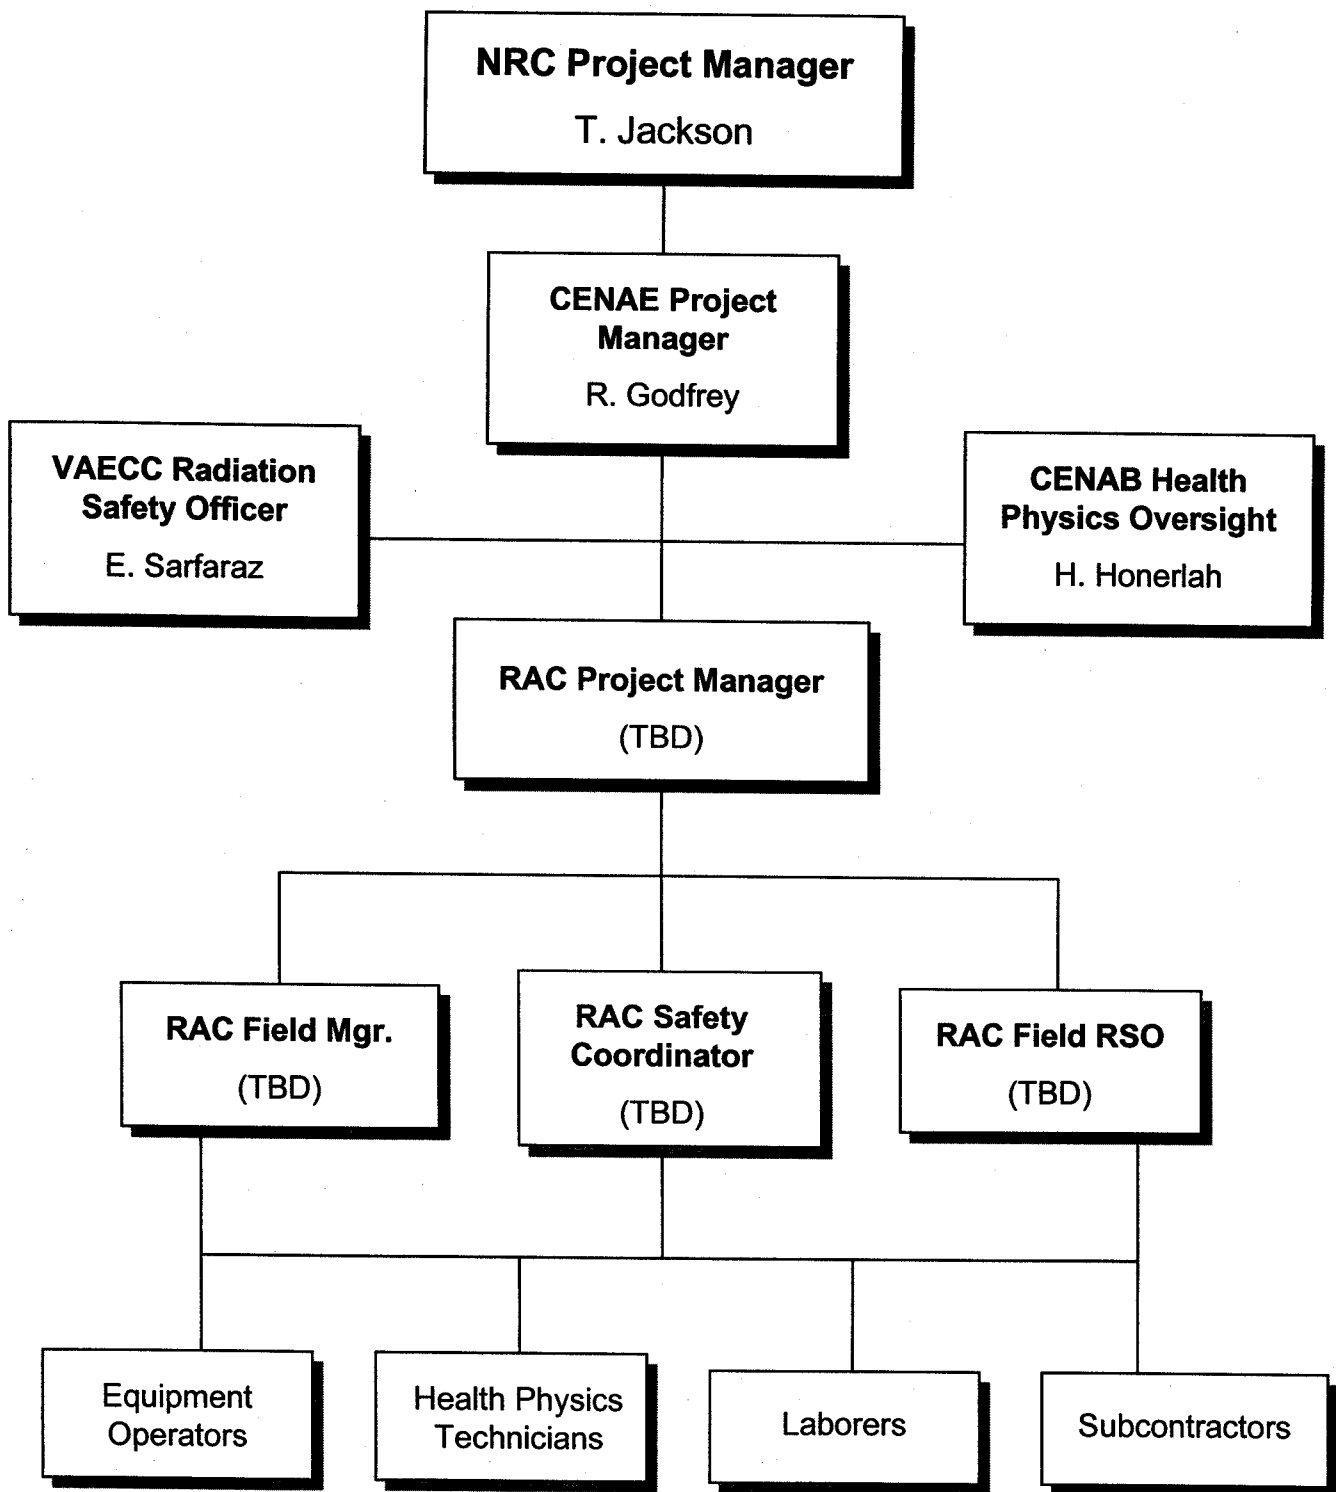 NRC Project Manager
T. Jackson
CENAE Project
Manager
R. Godfrey
VAECC Radiation
Safety Officer
E. Sarfaraz
CENAB Health
Physics Oversight
H. Honerlah
RAC Project Manager
(TBD)
RAC Field Mgr.
(TBD)
RAC Safety
Coordinator
(TBD)
RAC Field RSO
(TBD)
Equipment
Operators
Health Physics
Technicians
Laborers
Subcontractors